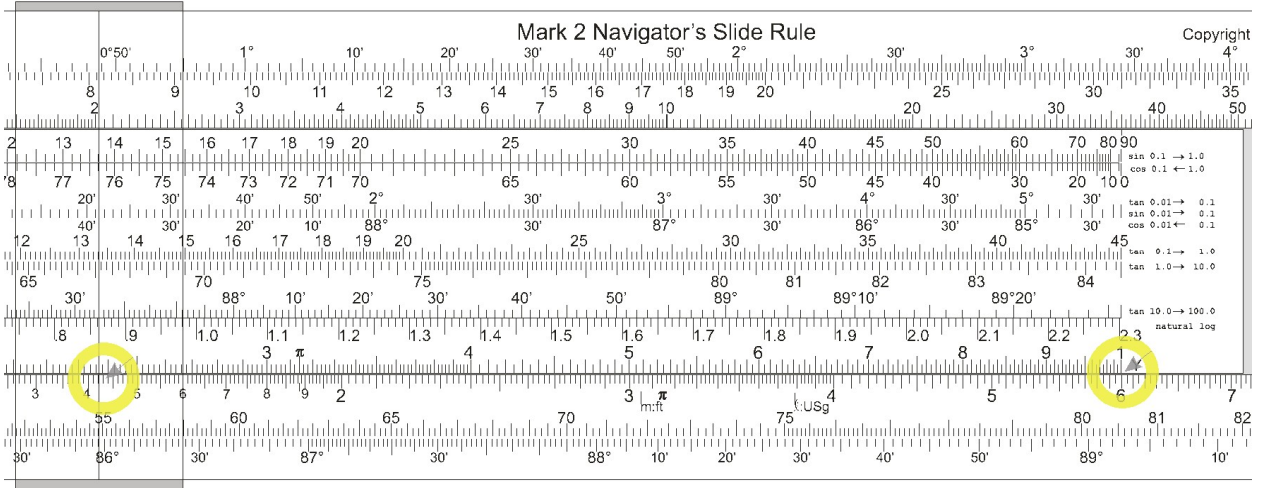 Mark 2 Navigator's Slide Rule
Copyright
0°50' 1° 10' 20' 30' 40' 50' 2° 30' 3° 30' 4°
8 9 10 11 12 13 14 15 16 17 18 19 20 25 30 35
2 3 4 5 6 7 8 9 10 20 30 40 50
2 13 14 15 16 17 18 19 20 25 30 35 40 45 50 60 70 80 90
sin 0.1 → 1.0
cos 0.1 ← 1.0
78 77 76 75 74 73 72 71 70 65 60 55 50 45 40 30 20 10 0
20' 30' 40' 50' 2° 30' 3° 30' 4° 30' 5° 30'
tan 0.01→ 0.1
sin 0.01→ 0.1
cos 0.01← 0.1
40' 30' 20' 10' 88° 30' 87° 30' 86° 30' 85° 30'
12 13 14 15 16 17 18 19 20 25 30 35 40 45
tan 0.1→ 1.0
tan 1.0→ 10.0
65 70 75 80 81 82 83 84
30' 88° 10' 20' 30' 40' 50' 89° 89°10' 89°20'
tan 10.0→100.0
natural log
.8 .9 1.0 1.1 1.2 1.3 1.4 1.5 1.6 1.7 1.8 1.9 2.0 2.1 2.2 2.3
3 π 4 5 6 7 8 9 1
3 4 5 6 7 8 9 2 3 π 4 5 6 7
m:ft
:USg
55 60 65 70 75 80 81 82
30' 86° 30' 87° 30' 88° 10' 20' 30' 40' 50' 89° 10'